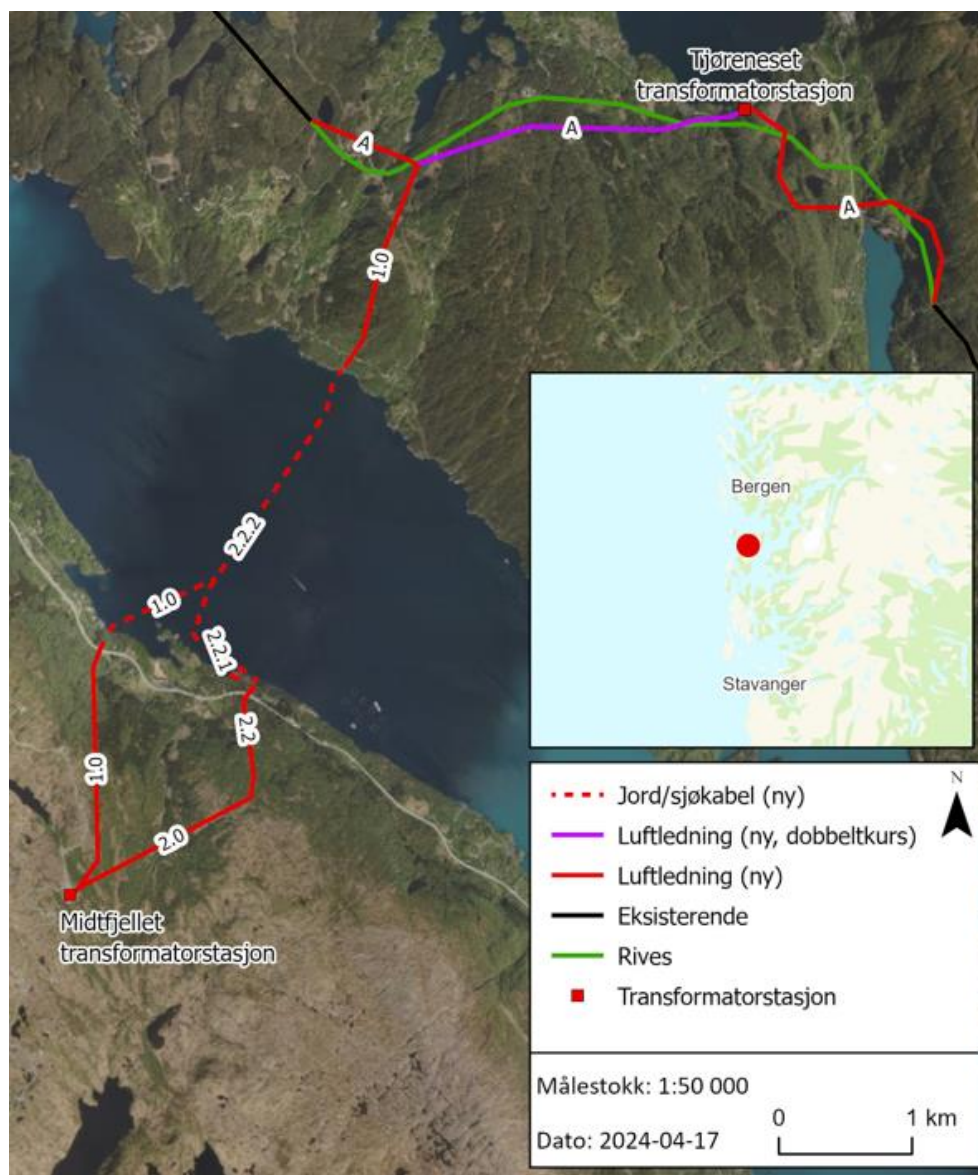 Tjøreneset
transformatorstasjon
A
A
A
1.0
2.2.2
1.0
2.2.1
2.2
1.0
2.0
Midtfjellet
transformatorstasjon
Bergen
Stavanger
Jord/sjøkabel (ny)
Luftledning (ny, dobbeltkurs)
Luftledning (ny)
Eksisterende
Rives
Transformatorstasjon
N
Målestokk: 1:50 000
0 1 km
Dato: 2024-04-17